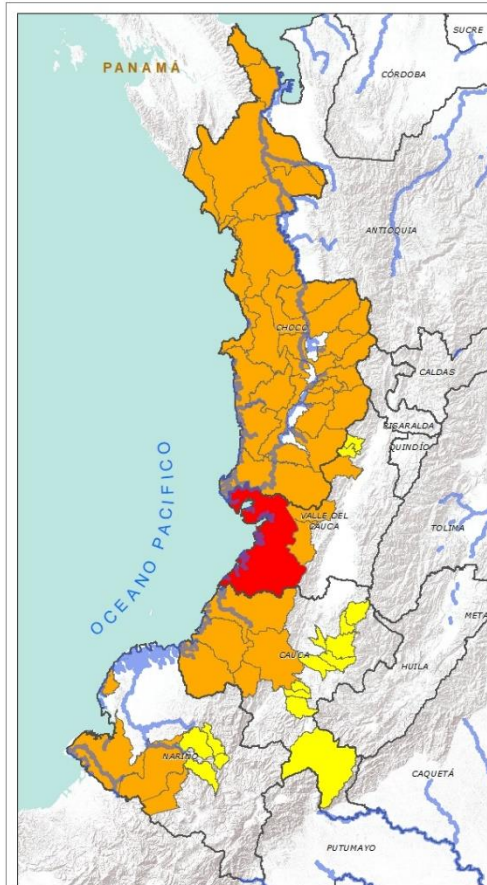 SUCRE
PANAMÁ
CÓRDOBA
ANTIOQUIA
CHOCÓ
CALDAS
RISARALDA
QUINDÍO
OCEANO PACÍFICO
VALLE DEL
CAUCA
TOLIMA
META
CAUCA
HUILA
NARIÑO
CAQUETÁ
PUTUMAYO